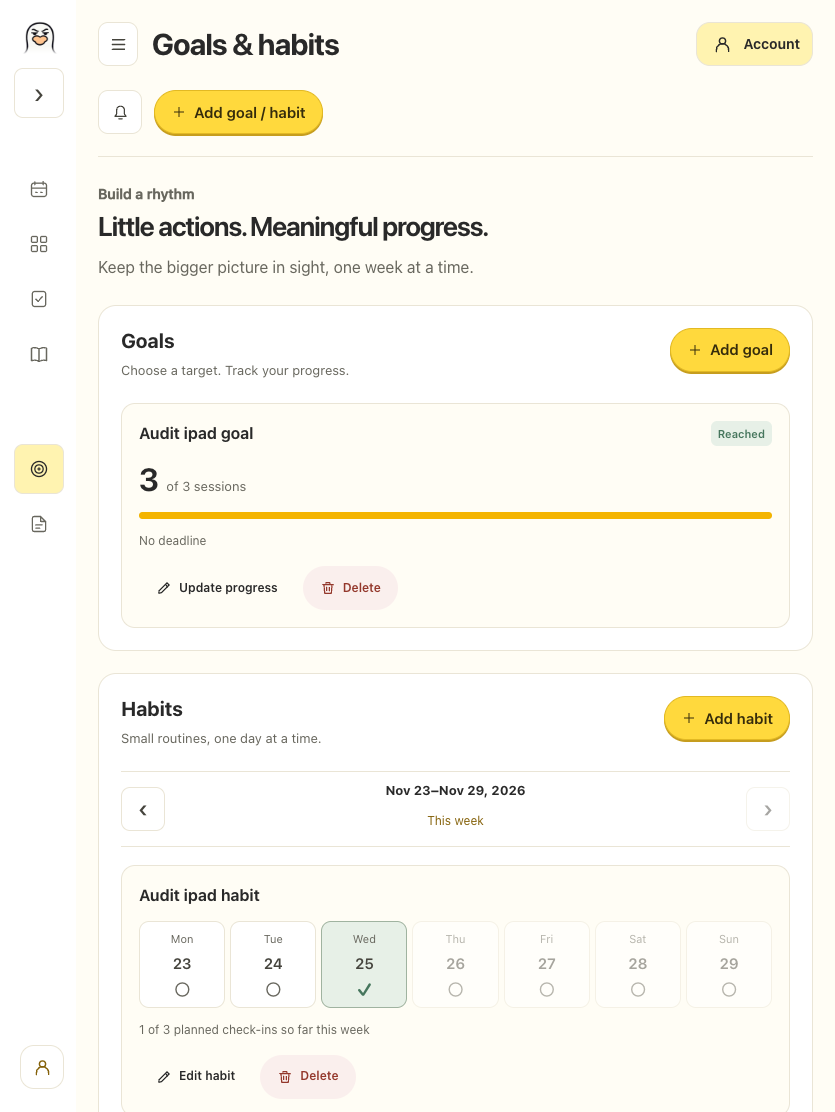 Goals & habits
Account
Add goal / habit
Build a rhythm
Little actions. Meaningful progress.
Keep the bigger picture in sight, one week at a time.
Goals
Add goal
Choose a target. Track your progress.
Audit ipad goal
Reached
3 of 3 sessions
No deadline
Update progress
Delete
Habits
Add habit
Small routines, one day at a time.
Nov 23–Nov 29, 2026
This week
Audit ipad habit
Mon Tue Wed Thu Fri Sat Sun
23 24 25 26 27 28 29
1 of 3 planned check-ins so far this week
Edit habit
Delete